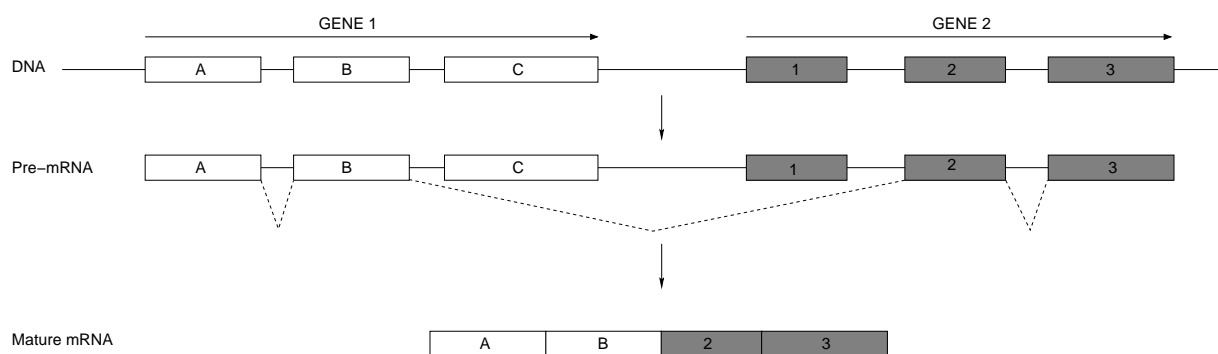 GENE 1 GENE 2
DNA A B C 1 2 3
Pre−mRNA A B C 1 2 3
Mature mRNA A B 2 3